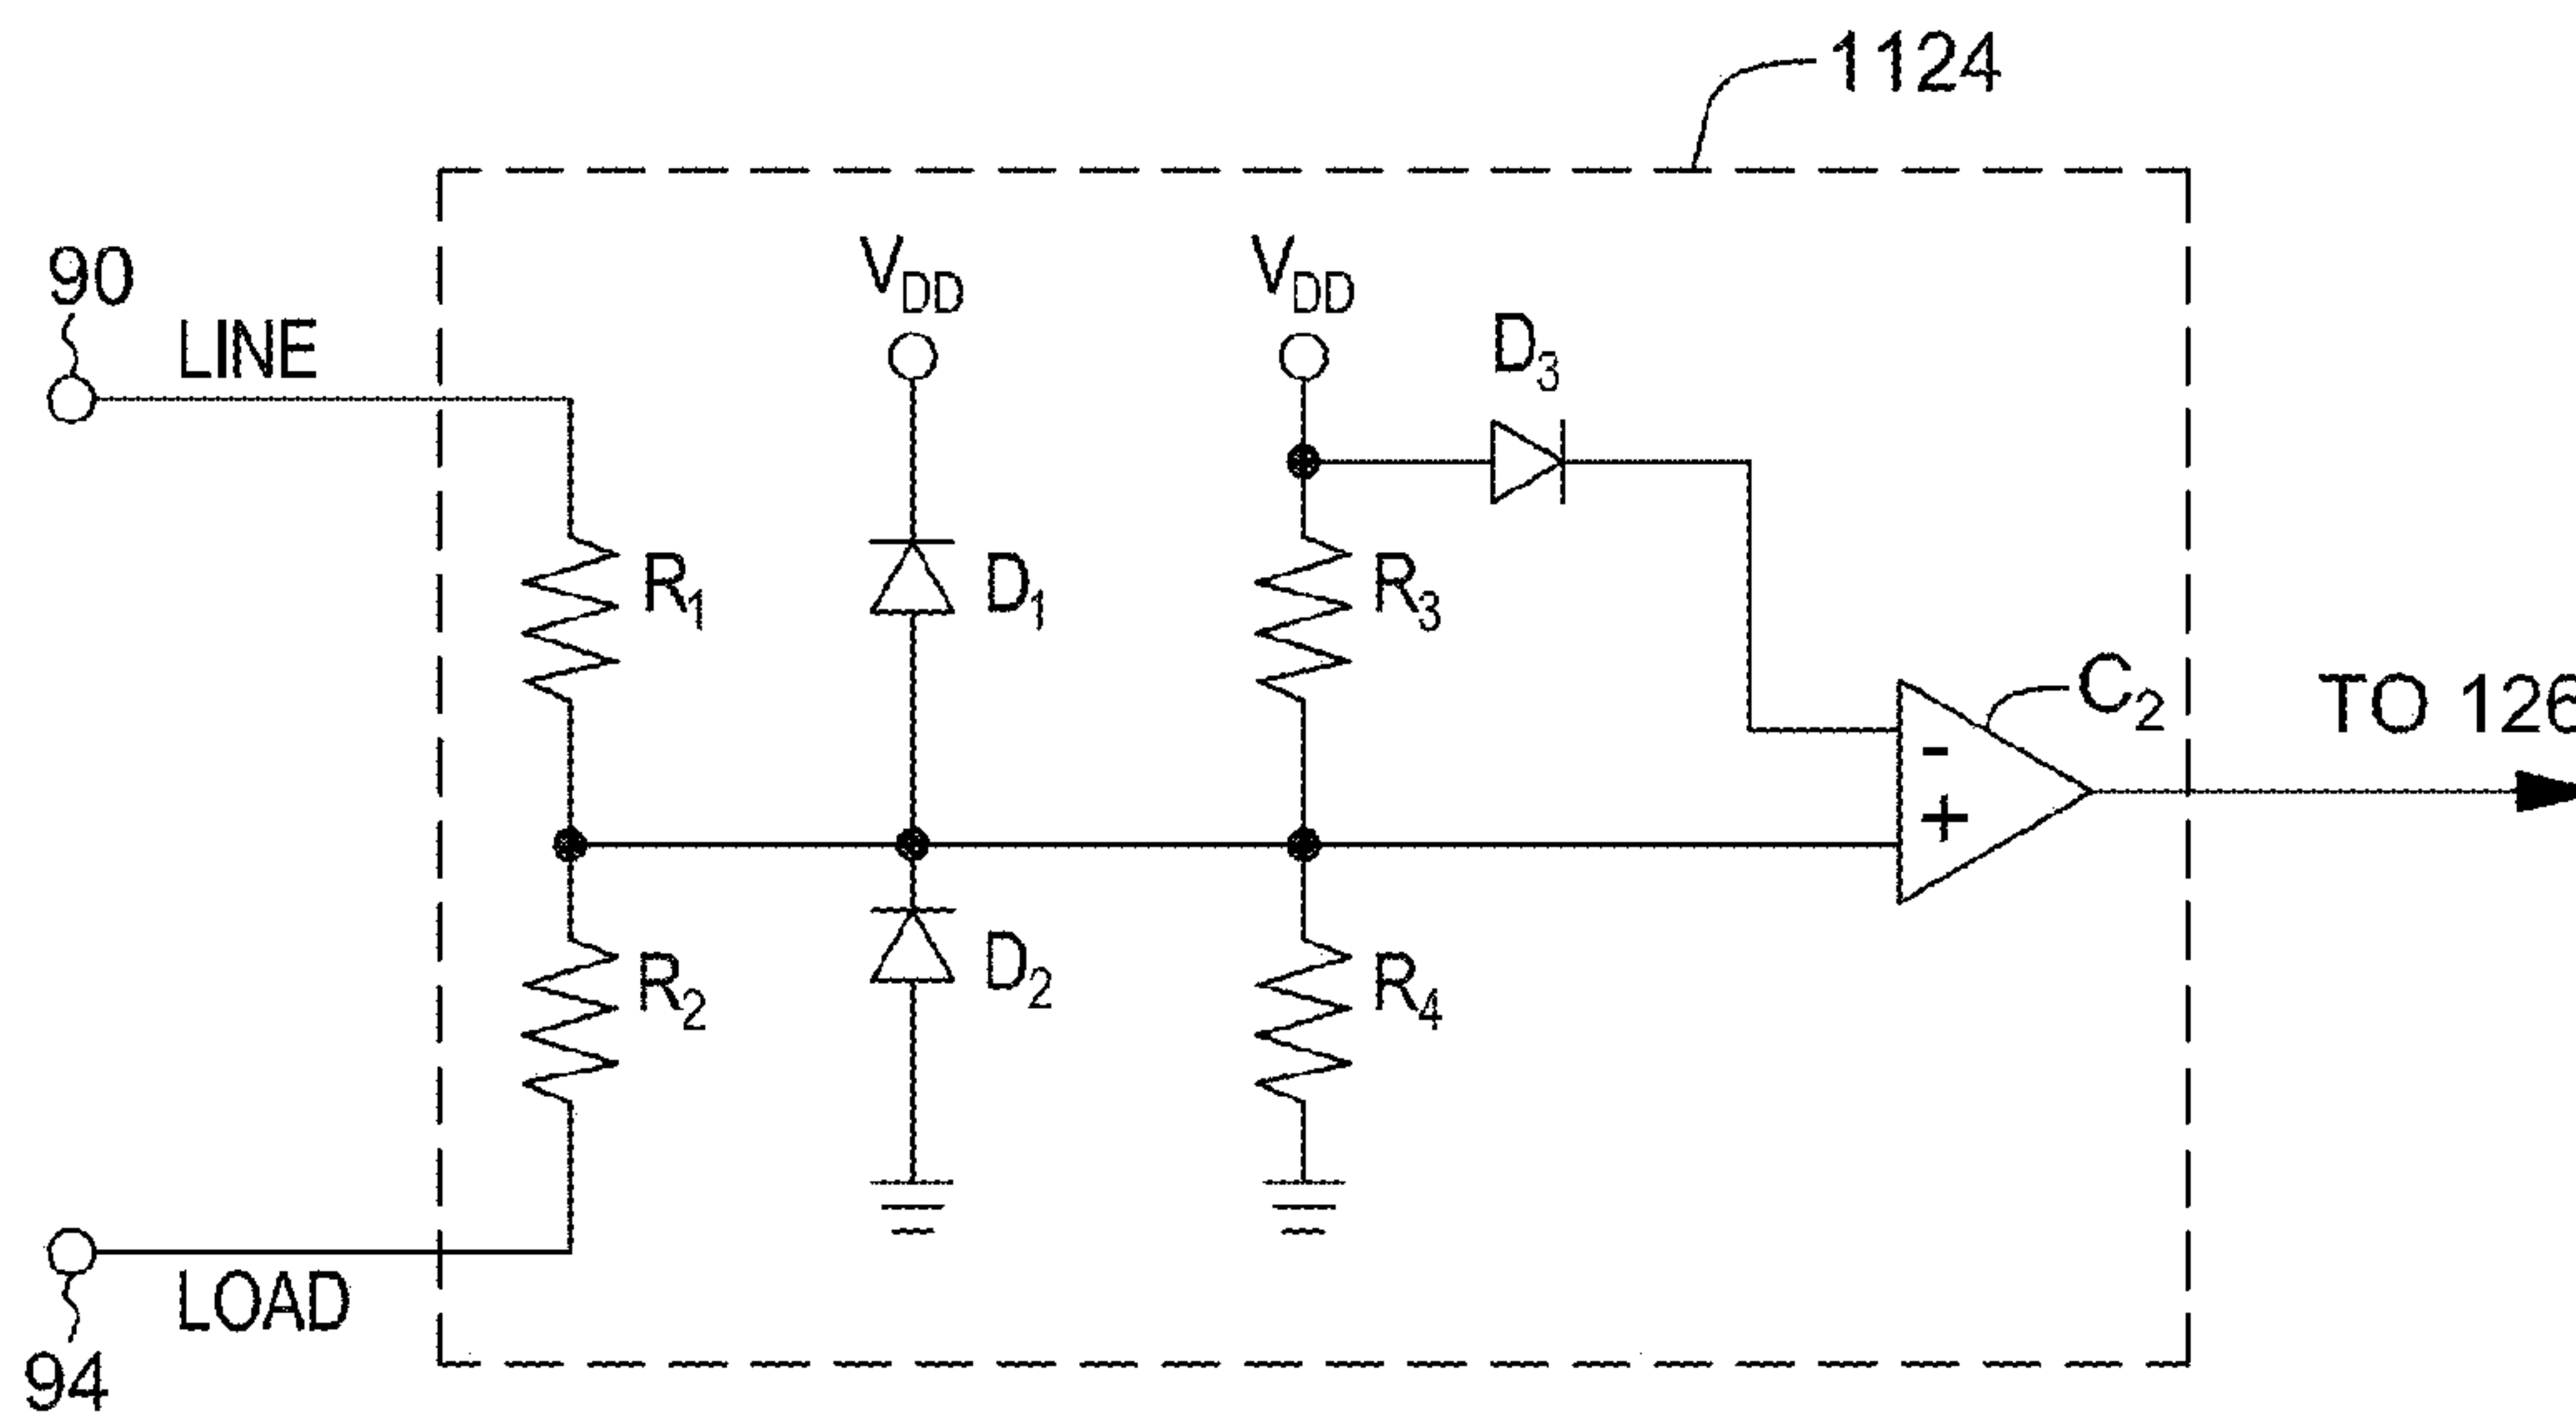 1124
90
LINE
VDD
VDD
D3
R1
D1
R3
C2
TO 126
-
+
R2
D2
R4
LOAD
94